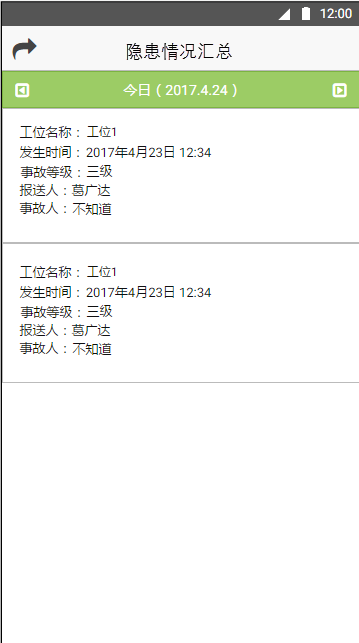 12:00
隐患情况汇总
今日（2017.4.24）
工位名称：工位1
发生时间：2017年4月23日 12:34
事故等级：三级
报送人：葛广达
事故人：不知道
工位名称：工位1
发生时间：2017年4月23日 12:34
事故等级：三级
报送人：葛广达
事故人：不知道